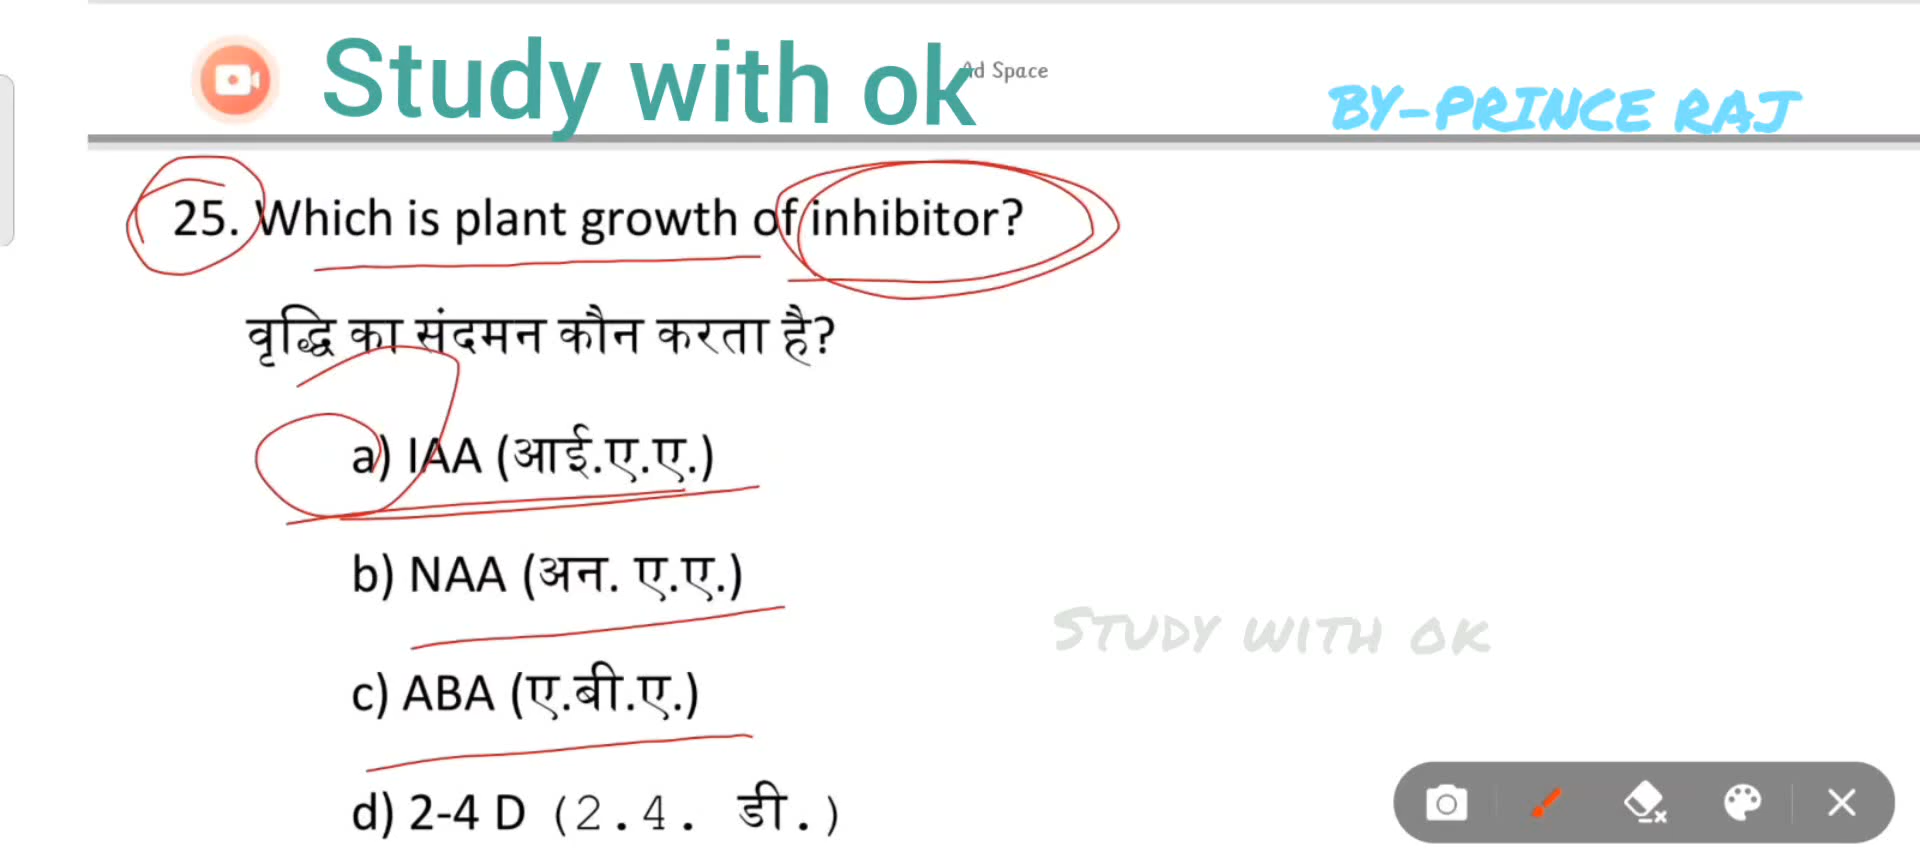 Study with ok
Ad Space
BY-PRINCE RAJ
25. Which is plant growth of inhibitor?
वृद्धि का संदमन कौन करता है?
a) IAA (आई.ए.ए.)
b) NAA (अन. ए.ए.)
STUDY WITH OK
c) ABA (ए.बी.ए.)
d) 2-4 D (2.4. डी.)